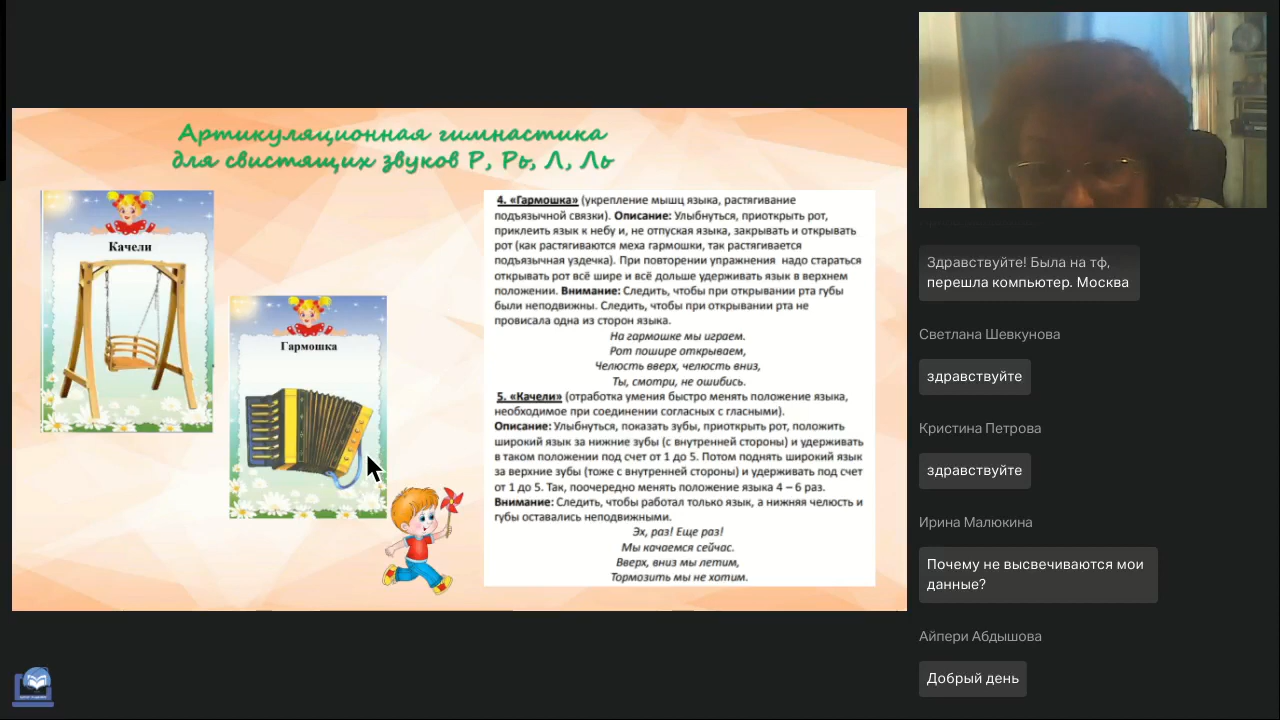 Артикуляционная гимнастика
для свистящих звуков Р, Рь, Л, Ль
Качели
Гармошка
4. «Гармошка» (укрепление мышц языка, растягивание
подъязычной связки). Описание: Улыбнуться, приоткрыть рот,
приклеить язык к небу и, не отпуская языка, закрывать и открывать
рот (как растягиваются меха гармошки, так растягивается
подъязычная уздечка). При повторении упражнения надо стараться
открывать рот всё шире и всё дольше удерживать язык в верхнем
положении. Внимание: Следить, чтобы при открывании рта губы
были неподвижны. Следить, чтобы при открывании рта не
провисала одна из сторон языка.
На гармошке мы играем.
Рот пошире открываем,
Челюсть вверх, челюсть вниз,
Ты, смотри, не ошибись.
5. «Качели» (отработка умения быстро менять положение языка,
необходимое при соединении согласных с гласными).
Описание: Улыбнуться, показать зубы, приоткрыть рот, положить
широкий язык за нижние зубы (с внутренней стороны) и удерживать
в таком положении под счет от 1 до 5. Потом поднять широкий язык
за верхние зубы (тоже с внутренней стороны) и удерживать под счет
от 1 до 5. Так, поочередно менять положение языка 4 – 6 раз.
Внимание: Следить, чтобы работал только язык, а нижняя челюсть и
губы оставались неподвижными.
Эх, раз! Еще раз!
Мы качаемся сейчас.
Вверх, вниз мы летим,
Тормозить мы не хотим.
Здравствуйте! Была на тф,
перешла компьютер. Москва
Светлана Шевкунова
здравствуйте
Кристина Петрова
здравствуйте
Ирина Малюкина
Почему не высвечиваются мои
данные?
Айпери Абдышова
Добрый день